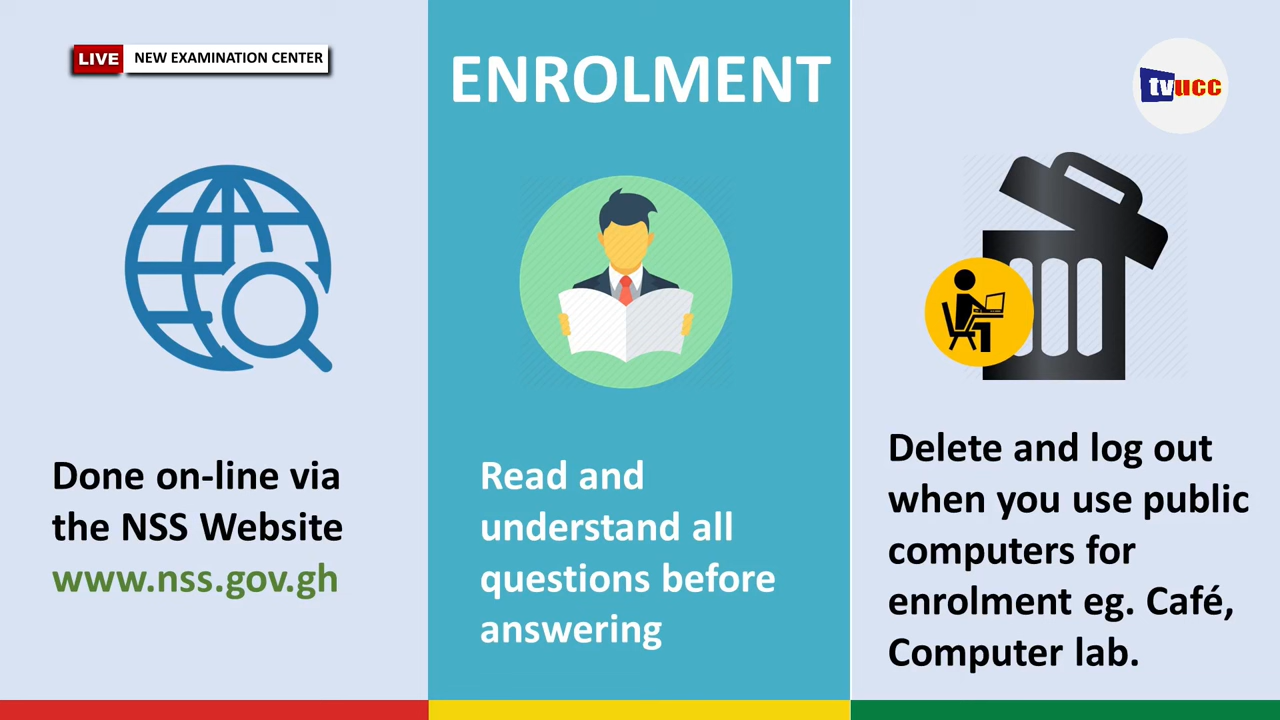 LIVE NEW EXAMINATION CENTER
ENROLMENT
tvucc
Done on-line via
the NSS Website
www.nss.gov.gh
Read and
understand all
questions before
answering
Delete and log out
when you use public
computers for
enrolment eg. Café,
Computer lab.